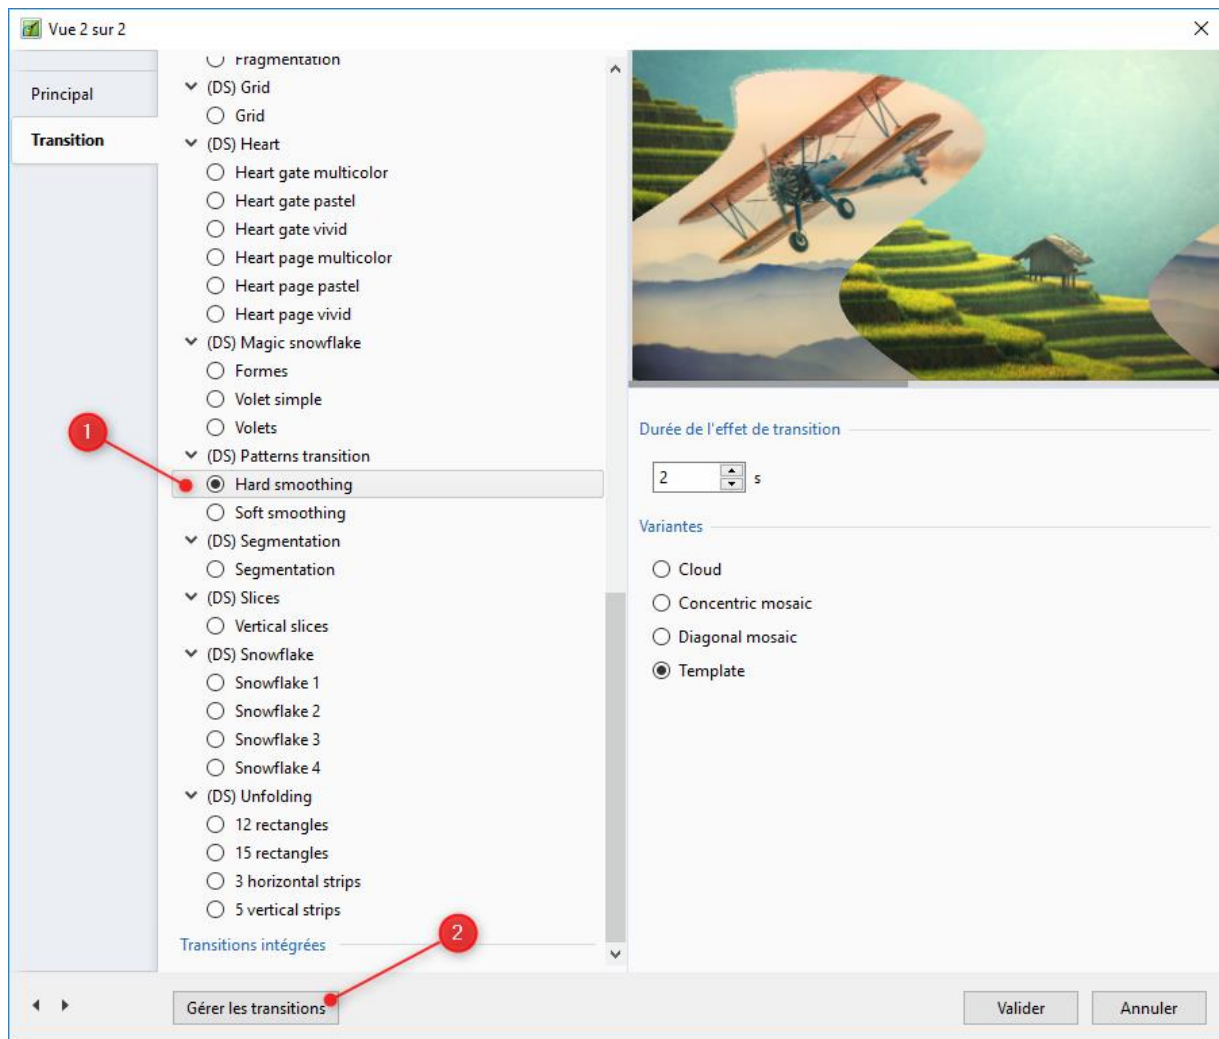 Vue 2 sur 2
Principal
Transition
Fragmentation
(DS) Grid
Grid
(DS) Heart
Heart gate multicolor
Heart gate pastel
Heart gate vivid
Heart page multicolor
Heart page pastel
Heart page vivid
(DS) Magic snowflake
Formes
Volet simple
Volets
1
(DS) Patterns transition
Hard smoothing
Soft smoothing
(DS) Segmentation
Segmentation
(DS) Slices
Vertical slices
(DS) Snowflake
Snowflake 1
Snowflake 2
Snowflake 3
Snowflake 4
(DS) Unfolding
12 rectangles
15 rectangles
3 horizontal strips
5 vertical strips
Transitions intégrées
2
Durée de l'effet de transition
2 s
Variantes
Cloud
Concentric mosaic
Diagonal mosaic
Template
Gérer les transitions
Valider
Annuler